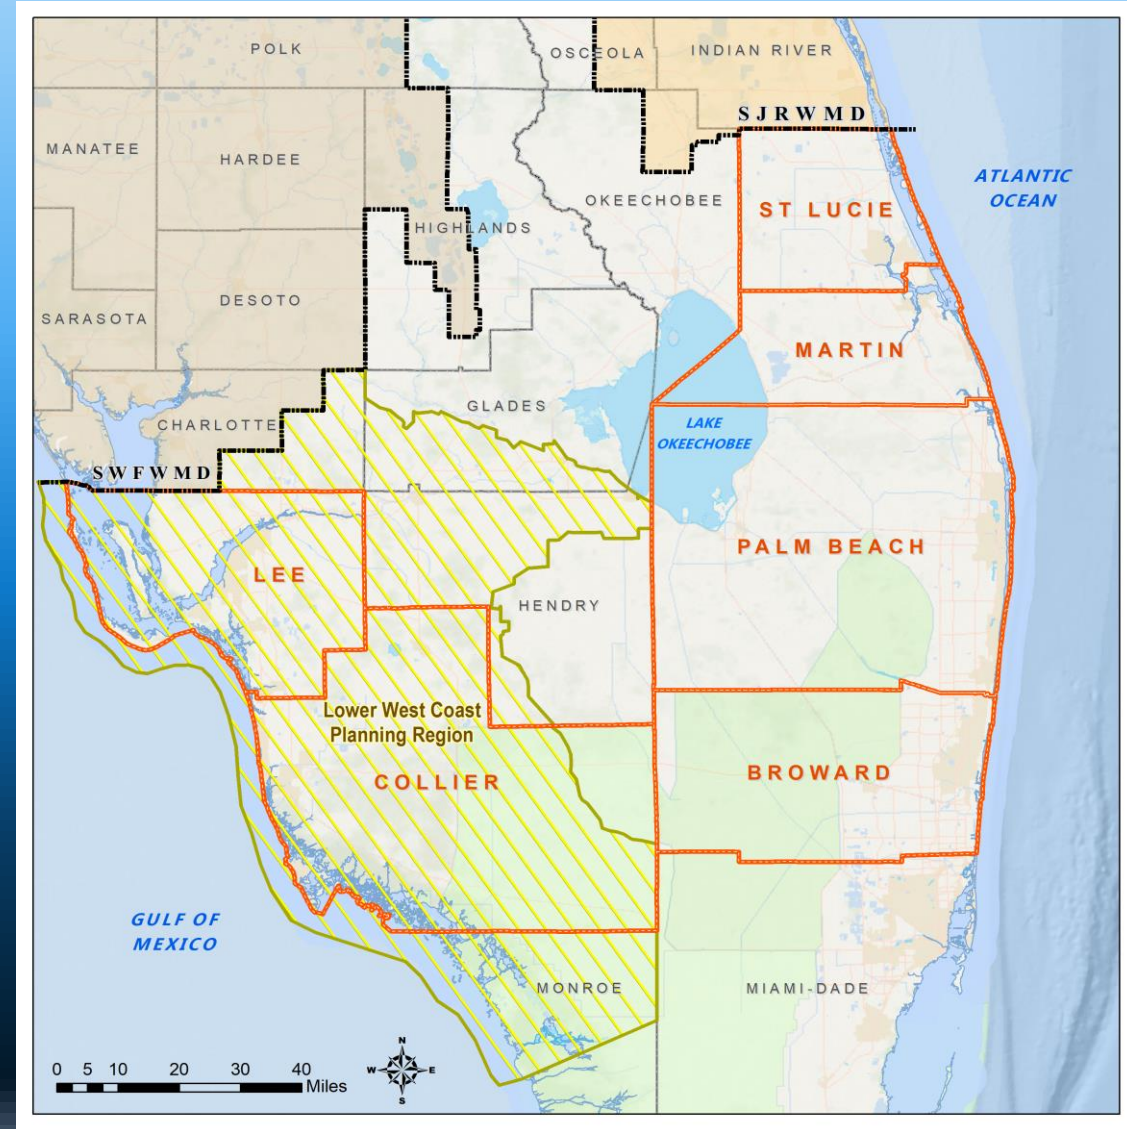 POLK
OSCEOLA
INDIAN RIVER
SJRWMD
MANATEE
HARDEE
ATLANTIC
OCEAN
OKEECHOBEE
ST LUCIE
HIGHLANDS
DESOTO
SARASOTA
MARTIN
GLADES
CHARLOTTE
LAKE
OKEECHOBEE
SWFWMD
PALM BEACH
LEE
HENDRY
Lower West Coast
Planning Region
COLLIER
BROWARD
GULF OF
MEXICO
MONROE
MIAMI-DADE
N
W E
S
0 5 10 20 30 40
Miles